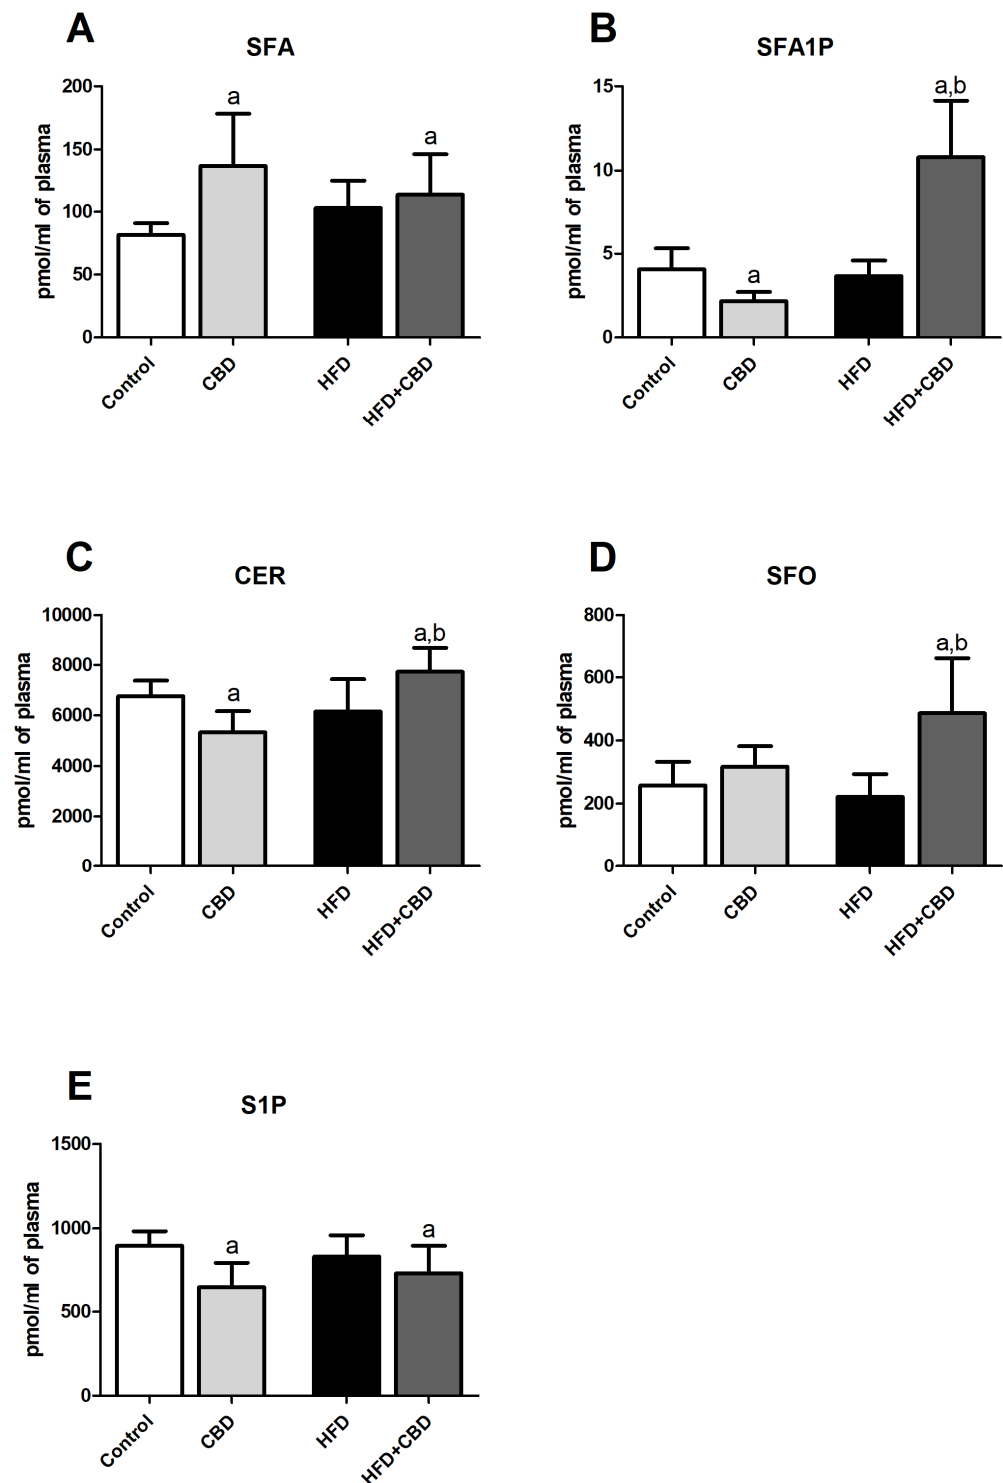 A
SFA
pmol/ml of plasma
200
150
100
50
0
a
a
Control
CBD
HFD
HFD+CBD
B
SFA1P
pmol/ml of plasma
15
10
5
0
a
a,b
Control
CBD
HFD
HFD+CBD
C
CER
pmol/ml of plasma
10000
8000
6000
4000
2000
0
a
a,b
Control
CBD
HFD
HFD+CBD
D
SFO
pmol/ml of plasma
800
600
400
200
0
a,b
Control
CBD
HFD
HFD+CBD
E
S1P
pmol/ml of plasma
1500
1000
500
0
a
a
Control
CBD
HFD
HFD+CBD